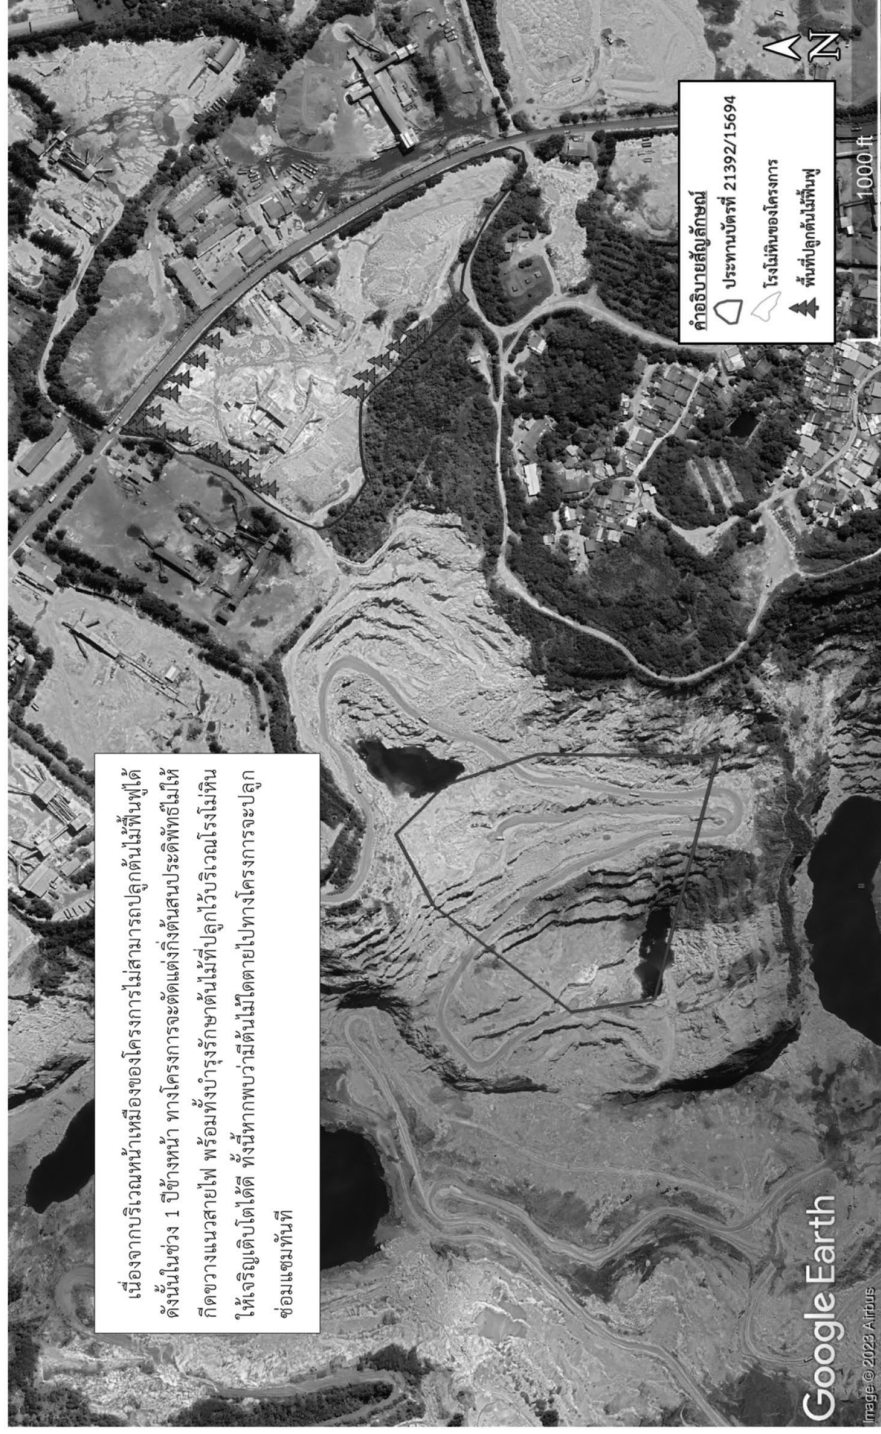 เนื่องจากบริเวณหน้าเหมืองของโครงการไม่สามารถปลูกต้นไม้ฟื้นฟูได้
ดังนั้นในช่วง 1 ปีข้างหน้า ทางโครงการจะตัดแต่งกิ่งต้นสนประดิพัทธ์ไม่ให้
กีดขวางแนวสายไฟ พร้อมทั้งบำรุงรักษาต้นไม้ที่ปลูกไว้บริเวณโรงโม่หิน
ให้เจริญเติบโตได้ดี ทั้งนี้หากพบว่ามีต้นไม้ใดตายไปทางโครงการจะปลูก
ซ่อมแซมทันที
คำอธิบายสัญลักษณ์
ประทานบัตรที่ 21392/15694
โรงโม่หินของโครงการ
พื้นที่ปลูกต้นไม้ฟื้นฟู
N
1000 ft
Google Earth
Image © 2023 Airbus